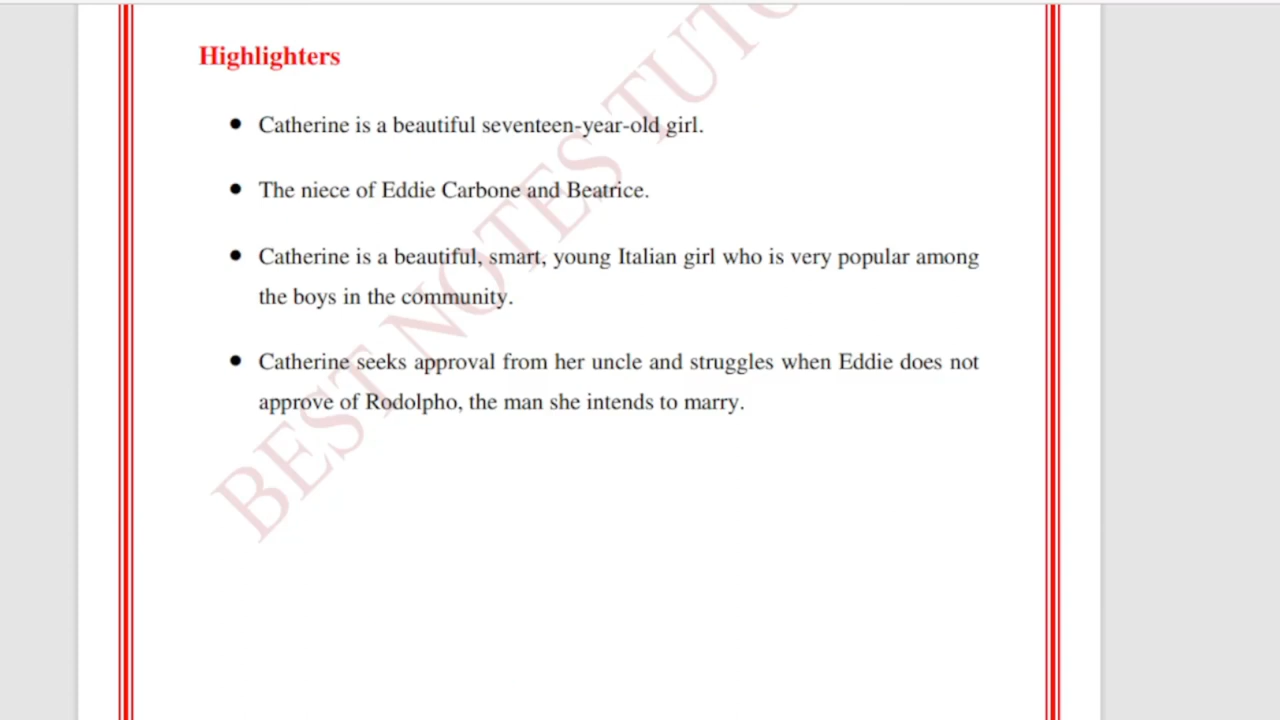 Highlighters
● Catherine is a beautiful seventeen-year-old girl.
● The niece of Eddie Carbone and Beatrice.
● Catherine is a beautiful, smart, young Italian girl who is very popular among
the boys in the community.
● Catherine seeks approval from her uncle and struggles when Eddie does not
approve of Rodolpho, the man she intends to marry.
BEST NOTES TUTO